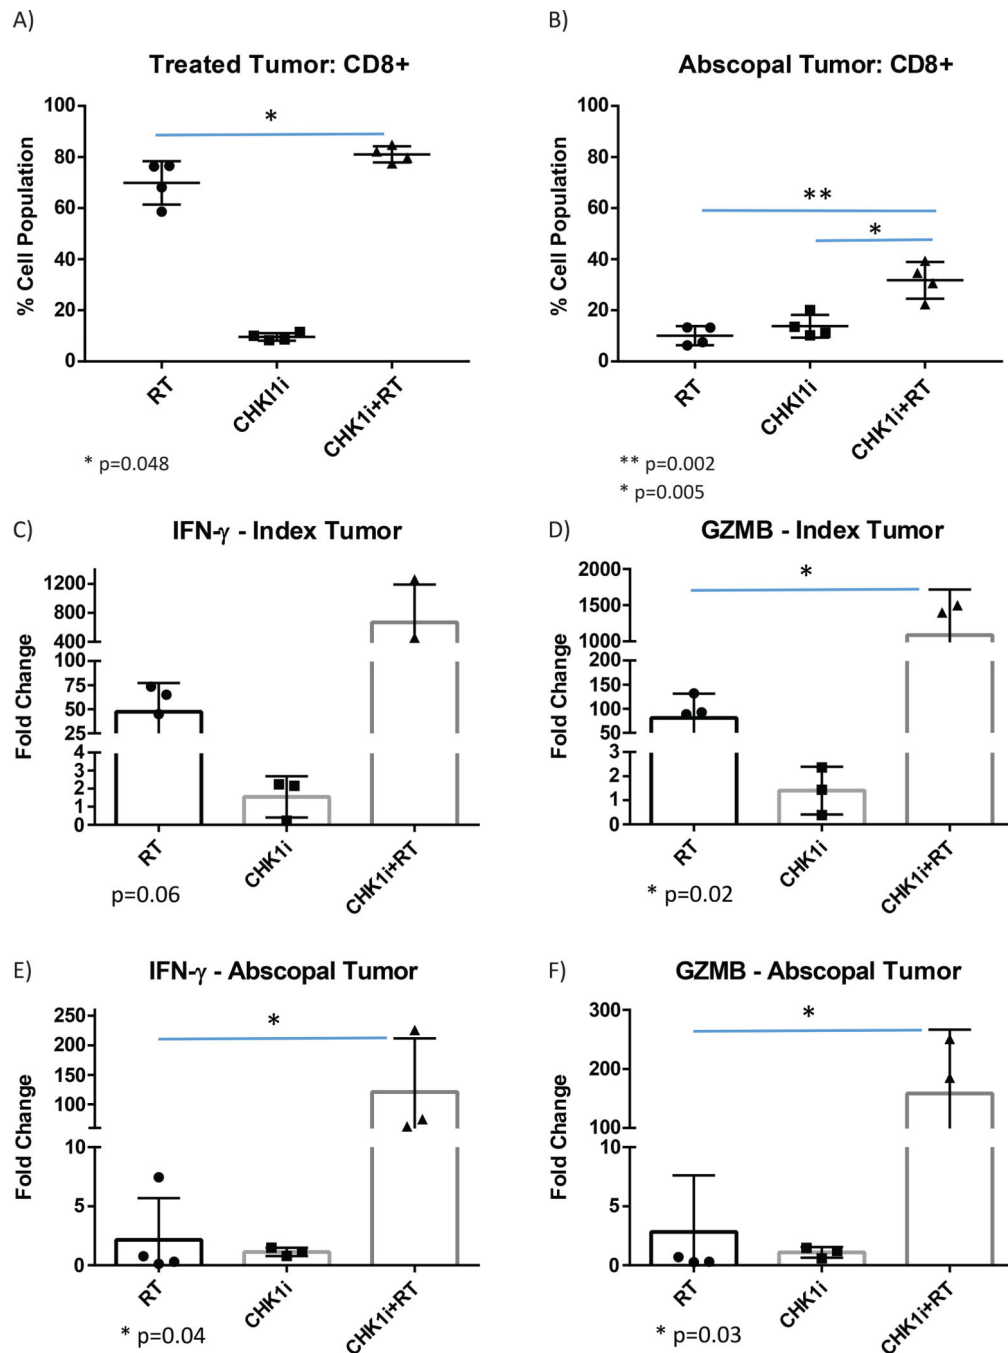 A)
Treated Tumor: CD8+
% Cell Population
100
80
60
40
20
0
*
RT
CHKI1i
CHK1i+RT
* p=0.048
B)
Abscopal Tumor: CD8+
% Cell Population
100
80
60
40
20
0
**
*
RT
CHK1i
CHK1i+RT
** p=0.002
* p=0.005
C)
IFN-γ - Index Tumor
Fold Change
1200
800
400
100
75
50
25
4
3
2
1
0
RT
CHK1i
CHK1i+RT
p=0.06
D)
GZMB - Index Tumor
Fold Change
2000
1500
1000
200
150
100
50
3
2
1
0
*
RT
CHK1i
CHK1i+RT
* p=0.02
E)
IFN-γ - Abscopal Tumor
Fold Change
250
200
150
100
10
5
0
*
RT
CHK1i
CHK1i+RT
* p=0.04
F)
GZMB - Abscopal Tumor
Fold Change
300
200
100
10
5
0
*
RT
CHK1i
CHK1i+RT
* p=0.03